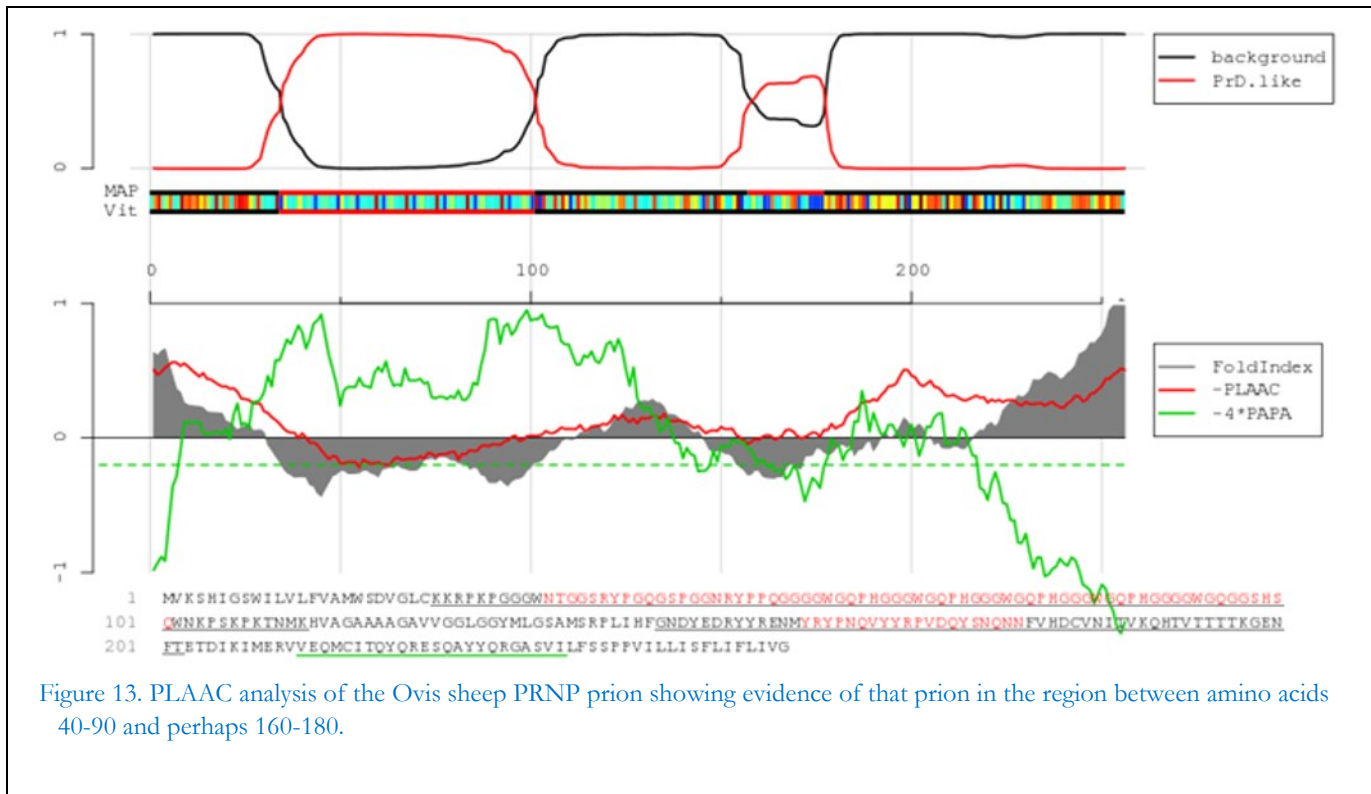 1
background
PrD.like
0
MAP
Vit
0 100 200
1
FoldIndex
-PLAAC
-4*PAPA
0
-1
1 MVKSHIGSWILVLFVAMWSDVGLCKKRPKPGGGWNTGGSRYPGQGSPGGNRYPPQGGGGWGQPHGGGWGQPHGGGWGQPHGGGWGQPHGGGGWGQGGSHS
101 QWNKPSKPKTNMKHVAGAAAAGAVVGGLGGYMLGSAMSRPLIHFGNDYEDRYYRENMYRYPNQVYYRPVDQYSNQNNFVHDCVNITVKQHTVTTTTKGEN
201 FTETDIKIMERVVEQMCITQYQRESQAYYQRGASVILFSSPPVILLISFLIFLIVG
Figure 13. PLAAC analysis of the Ovis sheep PRNP prion showing evidence of that prion in the region between amino acids
40-90 and perhaps 160-180.